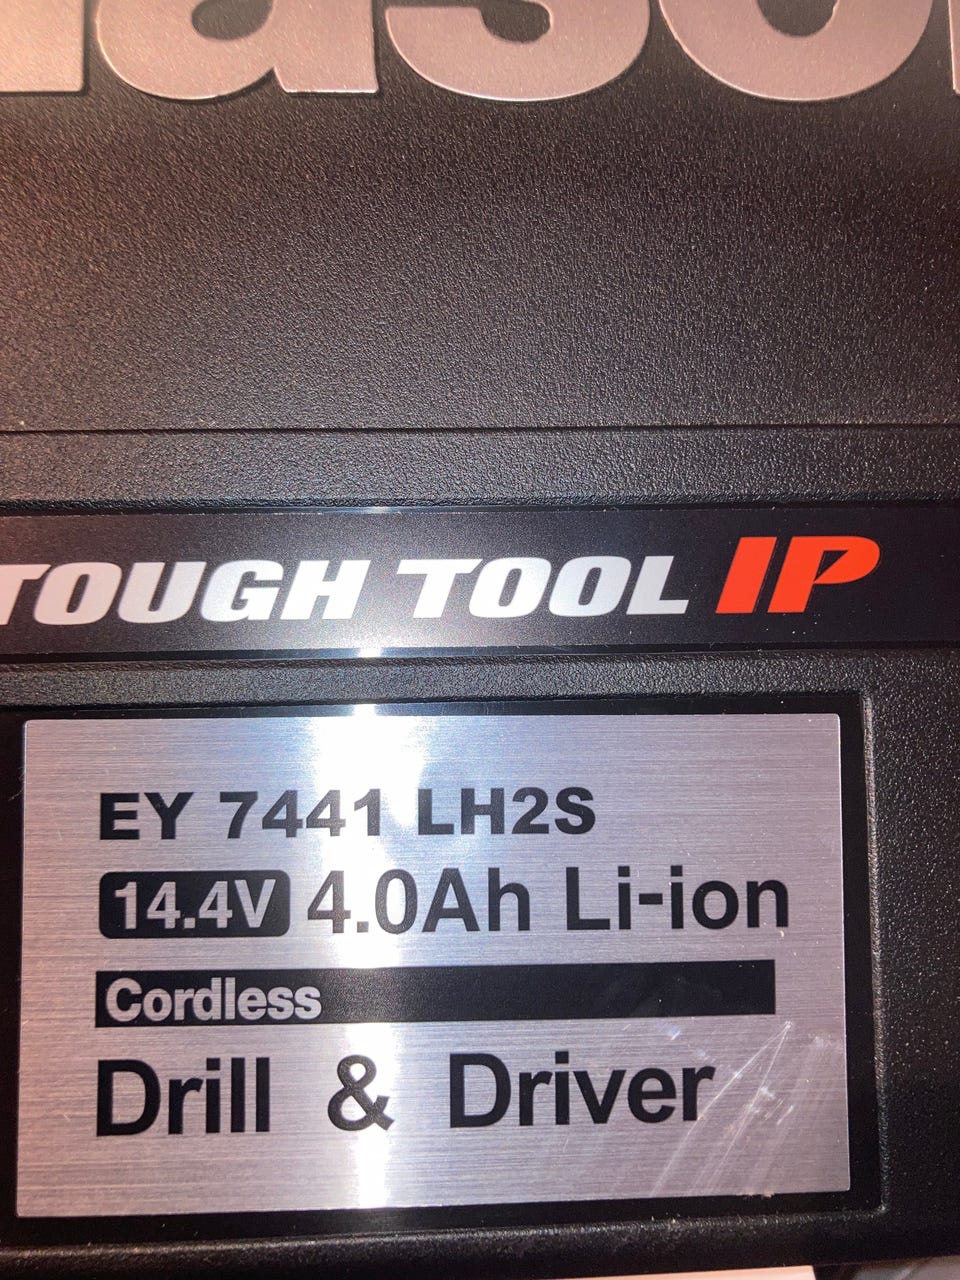 TOUGH TOOL IP
EY 7441 LH2S
14.4V 4.0Ah Li-ion
Cordless
Drill & Driver